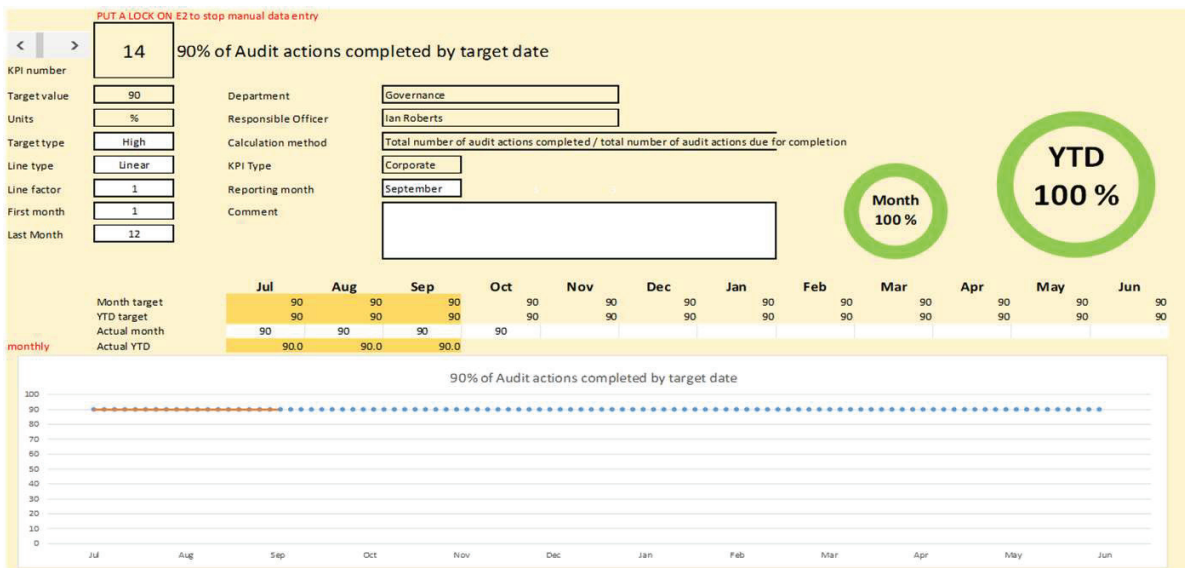 PUT A LOCK ON E2 to stop manual data entry
< >
KPI number
14
90% of Audit actions completed by target date
Target value 90 Department Governance
Units % Responsible Officer Ian Roberts
Target type High Calculation method Total number of audit actions completed / total number of audit actions due for completion
Line type Linear KPI Type Corporate
Line factor 1 Reporting month September
First month 1 Comment
Last Month 12
Month
100 %
YTD
100 %
Jul Aug Sep Oct Nov Dec Jan Feb Mar Apr May Jun
Month target 90 90 90 90 90 90 90 90 90 90 90 90
YTD target 90 90 90 90 90 90 90 90 90 90 90 90
Actual month 90 90 90 90
monthly Actual YTD 90.0 90.0 90.0
90% of Audit actions completed by target date
100
90
80
70
60
50
40
30
20
10
0
Jul Aug Sep Oct Nov Dec Jan Feb Mar Apr May Jun